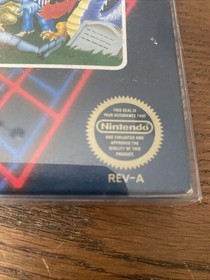 THIS SEAL IS
YOUR ASSURANCE THAT
Nintendo
HAS EVALUATED AND
APPROVED THE
QUALITY OF THIS
PRODUCT.
REV-A